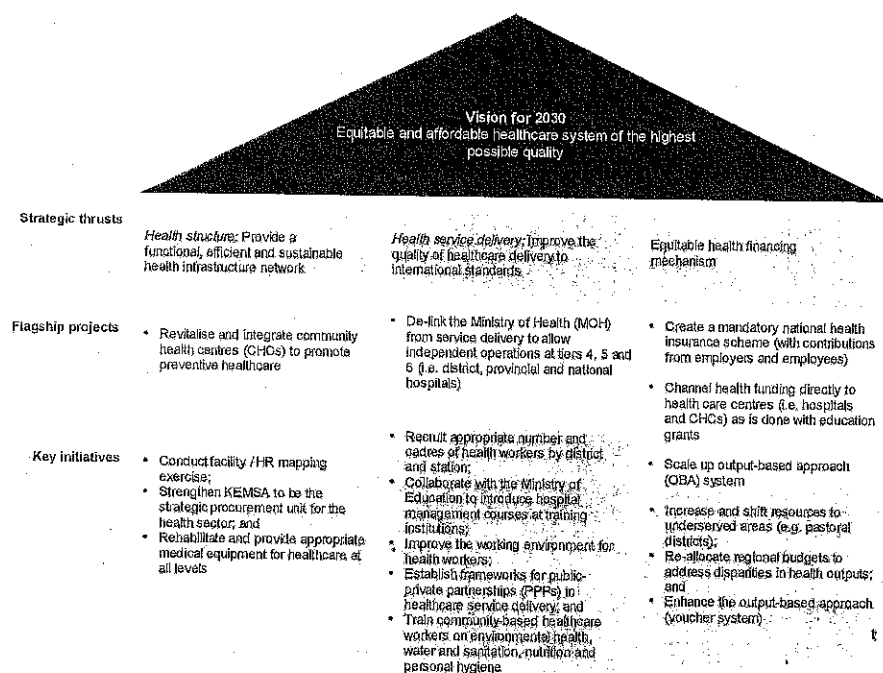 Vision for 2030
Equitable and affordable healthcare system of the highest
possible quality
Strategic thrusts
Health structure: Provide a
functional, efficient and sustainable
health infrastructure network
Health service delivery: Improve the
quality of healthcare delivery to
international standards
Equitable health financing
mechanism
Flagship projects
• Revitalise and integrate community
health centres (CHCs) to promote
preventive healthcare
• De-link the Ministry of Health (MOH)
from service delivery to allow
independent operations at tiers 4, 5 and
6 (i.e. district, provincial and national
hospitals)
• Create a mandatory national health
insurance scheme (with contributions
from employers and employees)
• Channel health funding directly to
health care centres (i.e. hospitals
and CHCs) as is done with education
grants
• Scale up output-based approach
(OBA) system
Key initiatives
• Conduct facility / HR mapping
exercise;
• Strengthen KEMSA to be the
strategic procurement unit for the
health sector; and
• Rehabilitate and provide appropriate
medical equipment for healthcare at
all levels
• Recruit appropriate number and
cadres of health workers by district
and station;
• Collaborate with the Ministry of
Education to introduce hospital
management courses at training
institutions;
• Improve the working environment for
health workers;
• Establish frameworks for public-
private partnerships (PPPs) in
healthcare service delivery; and
• Train community-based healthcare
workers on environmental health,
water and sanitation, nutrition and
personal hygiene
• Increase and shift resources to
underserved areas (e.g. pastoral
districts);
• Re-allocate regional budgets to
address disparities in health outputs;
and
• Enhance the output-based approach
(voucher system)